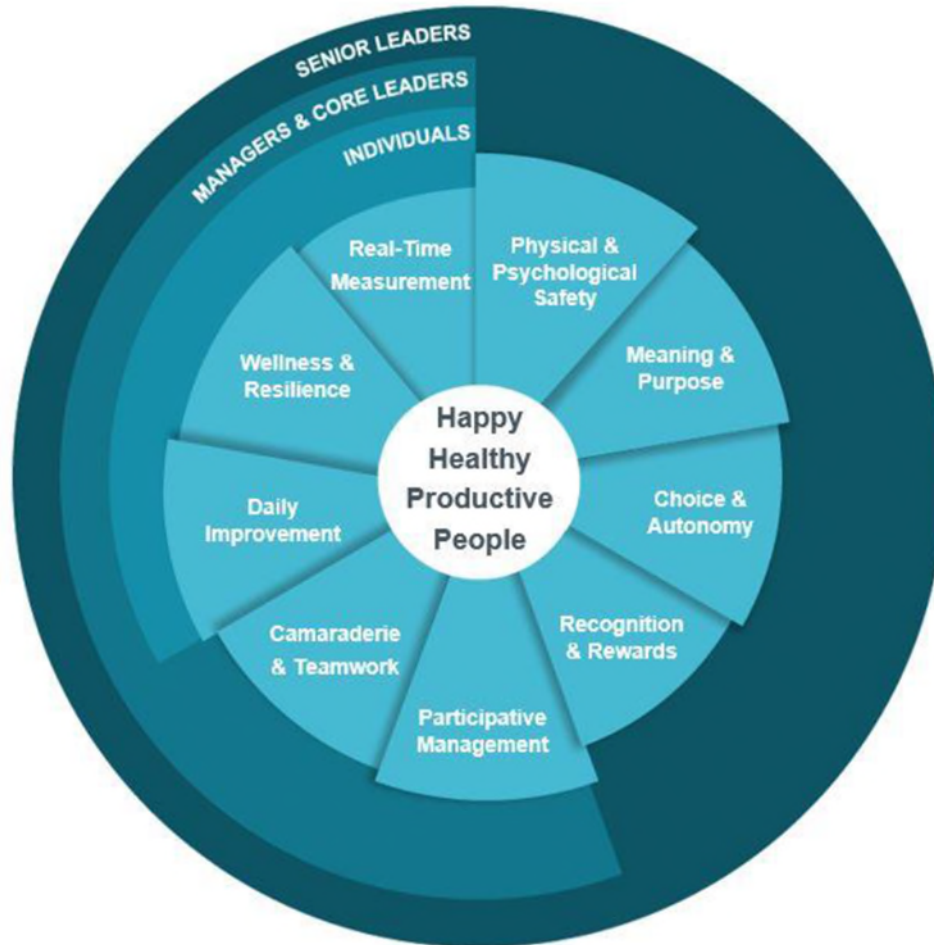 SENIOR LEADERS
MANAGERS & CORE LEADERS
INDIVIDUALS
Real-Time
Measurement
Physical &
Psychological
Safety
Meaning &
Purpose
Choice &
Autonomy
Recognition
& Rewards
Participative
Management
Camaraderie
& Teamwork
Daily
Improvement
Wellness &
Resilience
Happy
Healthy
Productive
People